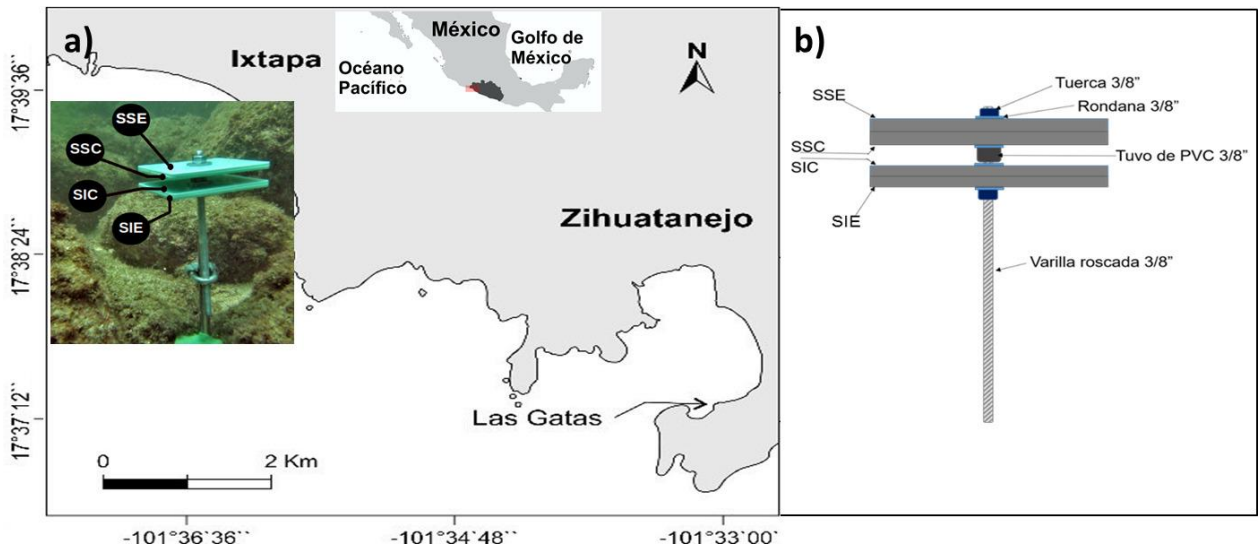 a)
Ixtapa
México
Golfo de
México
Océano
Pacífico
N
17°39`36``
17°38`24``
17°37`12``
SSE
SSC
SIC
SIE
Zihuatanejo
Las Gatas
0
2 Km
-101°36`36``
-101°34`48``
-101°33`00`
b)
SSE
SSC
SIC
SIE
Tuerca 3/8”
Rondana 3/8”
Tuvo de PVC 3/8”
Varilla roscada 3/8”